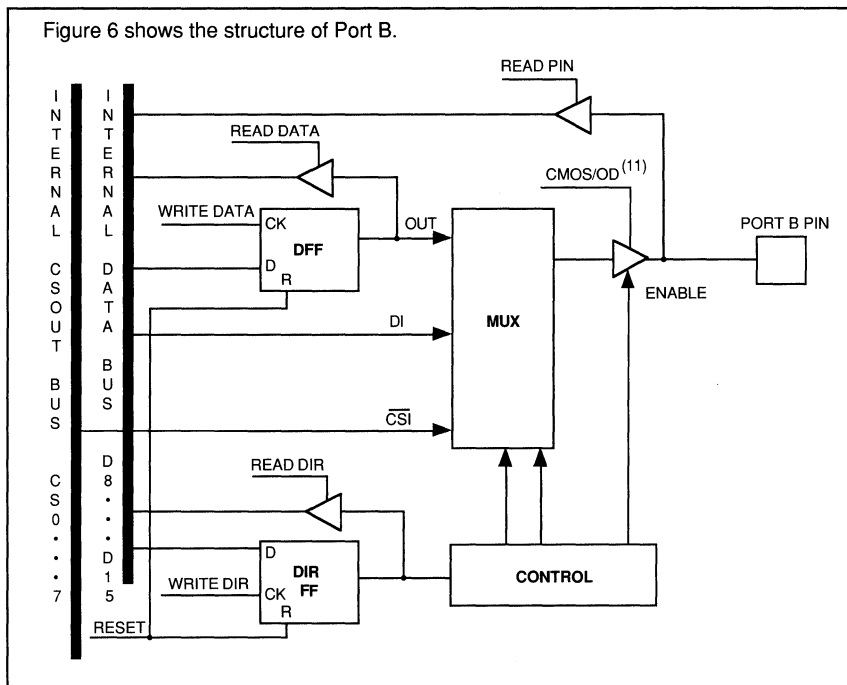 Figure 6 shows the structure of Port B.
READ PIN
INTERNAL CSOUT BUS CS0···7
INTERNAL DATA BUS D8···D15
READ DATA
CMOS/OD (11)
WRITE DATA
CK
DFF
D
R
OUT
PORT B PIN
ENABLE
MUX
DI
CSI
READ DIR
D
DIR
FF
CK
R
WRITE DIR
CONTROL
RESET